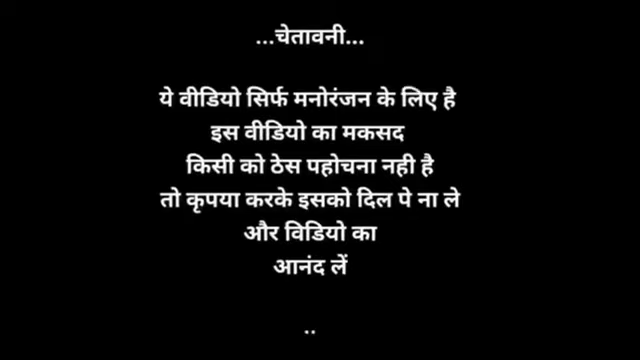 ...चेतावनी...
ये वीडियो सिर्फ मनोरंजन के लिए है
इस वीडियो का मकसद
किसी को ठेस पहोचना नही है
तो कृपया करके इसको दिल पे ना ले
और विडियो का
आनंद लें
..